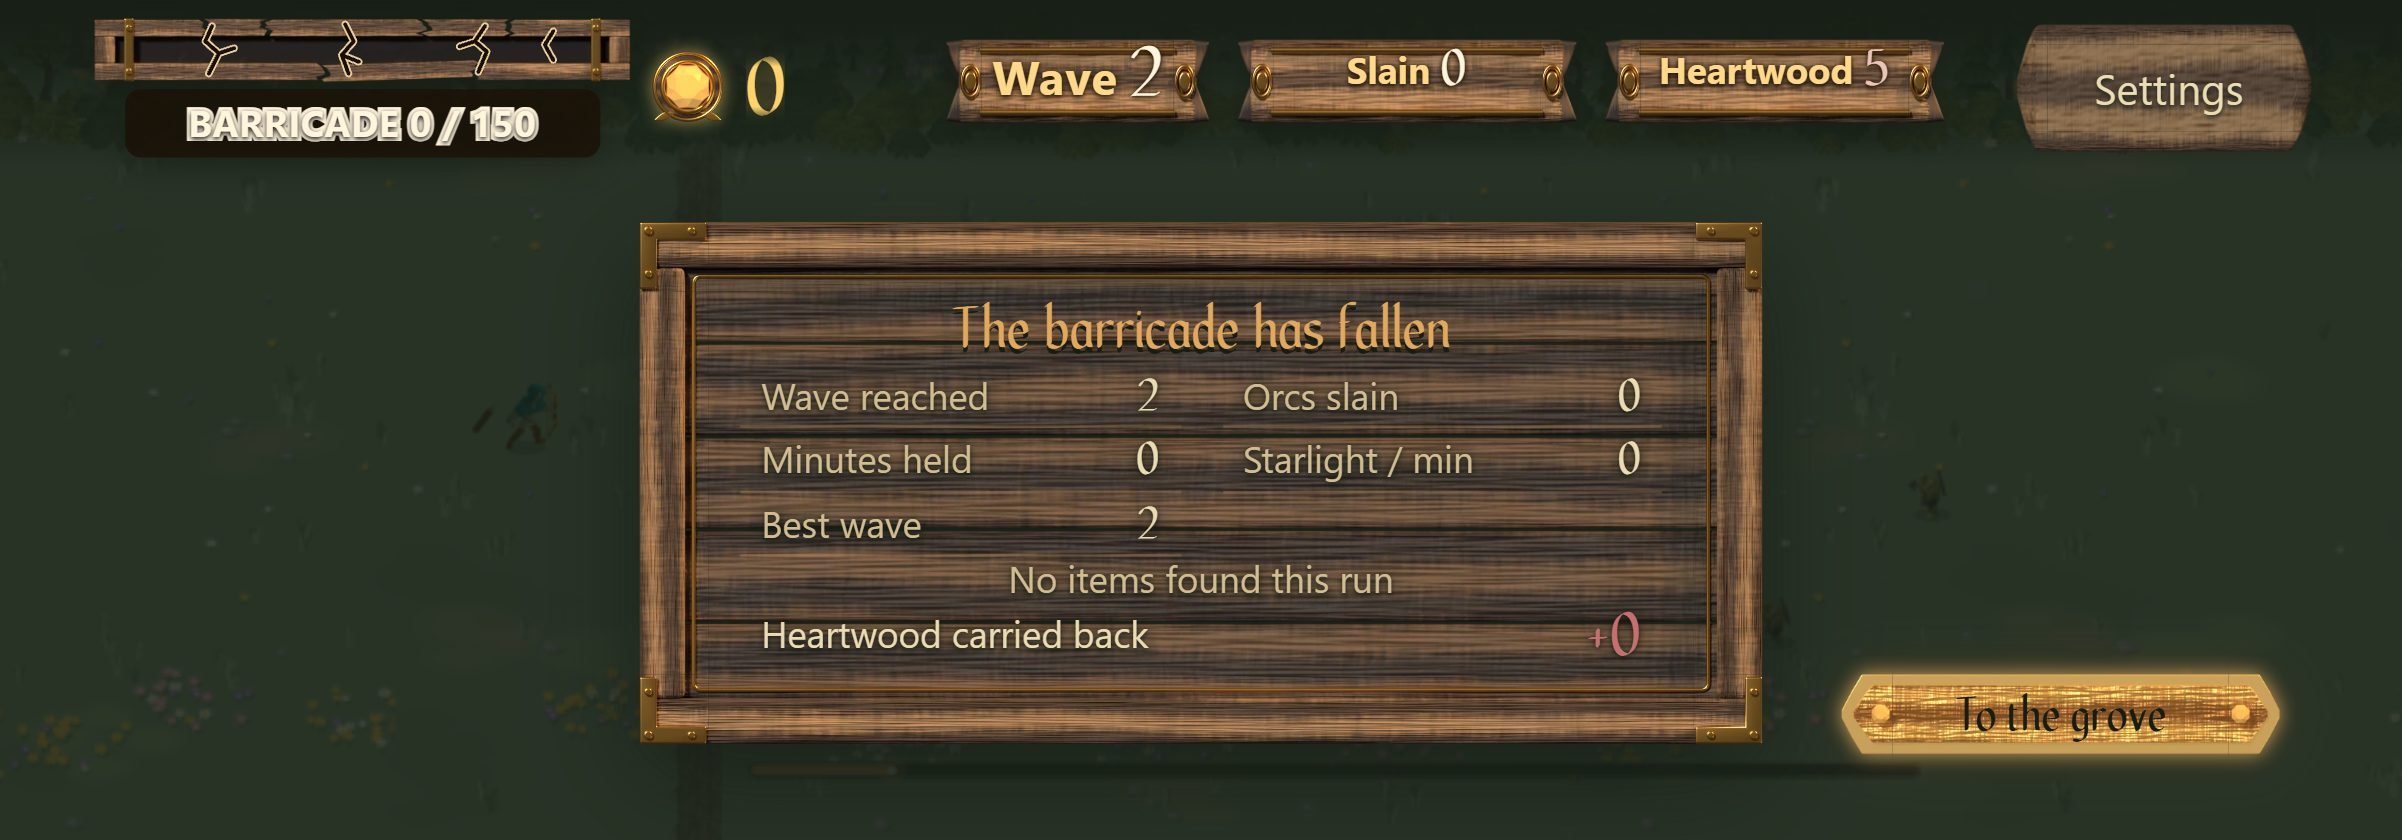 BARRICADE 0 / 150
0
Wave 2
Slain 0
Heartwood 5
Settings
The barricade has fallen
Wave reached 2 Orcs slain 0
Minutes held 0 Starlight / min 0
Best wave 2
No items found this run
Heartwood carried back +0
To the grove